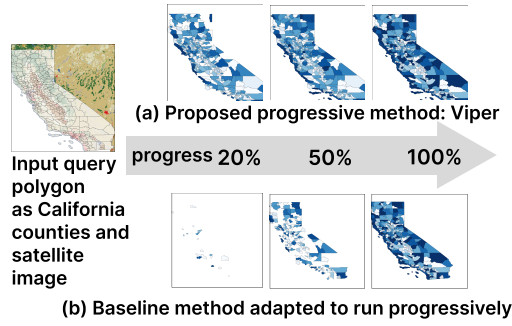 (a) Proposed progressive method: Viper
progress 20% 50% 100%
Input query
polygon
as California
counties and
satellite
image
(b) Baseline method adapted to run progressively